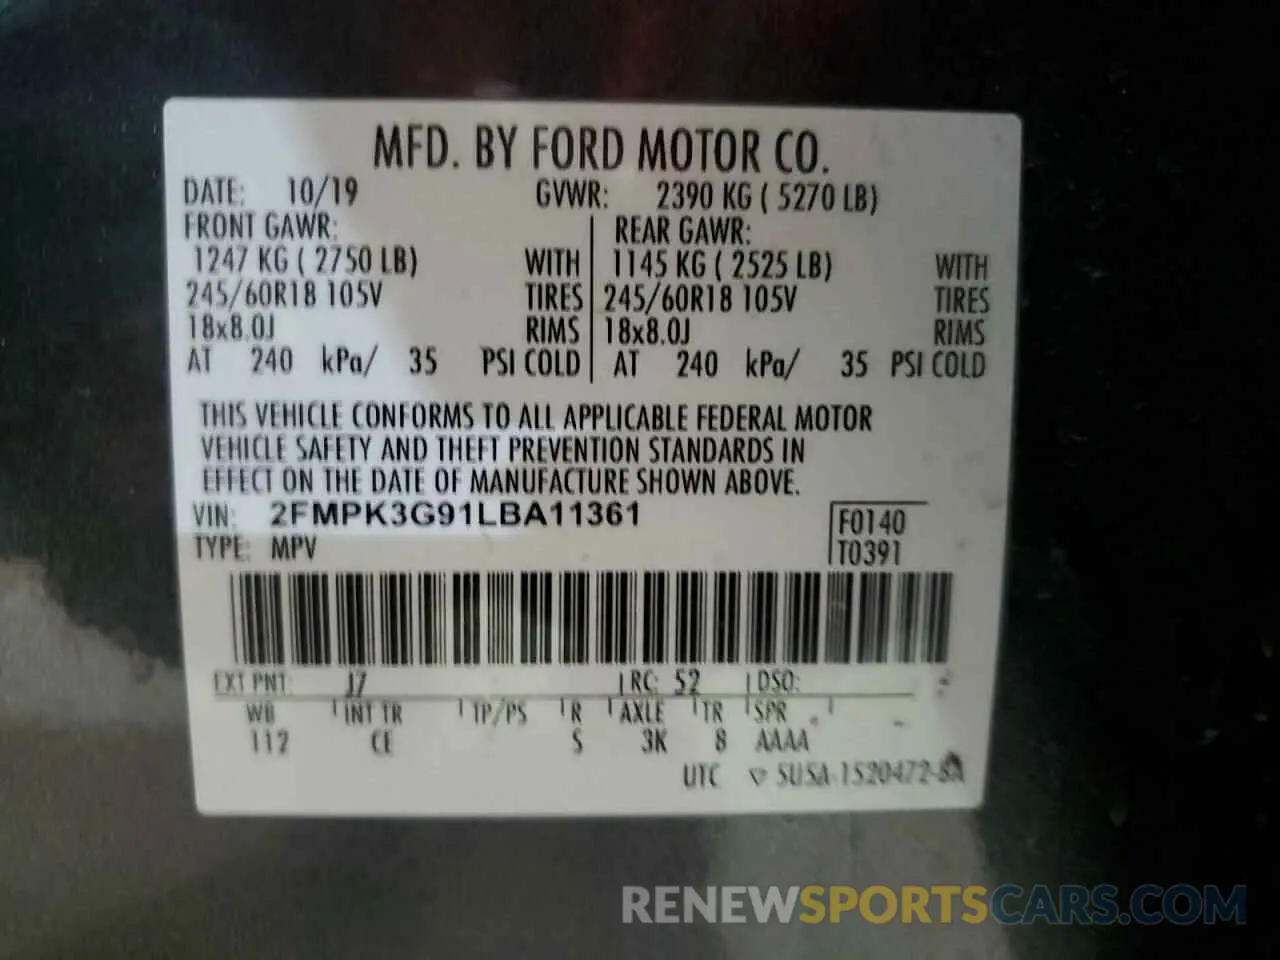 MFD. BY FORD MOTOR CO.
DATE: 10/19 GVWR: 2390 KG ( 5270 LB)
FRONT GAWR: REAR GAWR:
1247 KG ( 2750 LB) WITH 1145 KG ( 2525 LB) WITH
245/60R18 105V TIRES 245/60R18 105V TIRES
18x8.0J RIMS 18x8.0J RIMS
AT 240 kPa/ 35 PSI COLD AT 240 kPa/ 35 PSI COLD
THIS VEHICLE CONFORMS TO ALL APPLICABLE FEDERAL MOTOR
VEHICLE SAFETY AND THEFT PREVENTION STANDARDS IN
EFFECT ON THE DATE OF MANUFACTURE SHOWN ABOVE.
VIN: 2FMPK3G91LBA11361 F0140
TYPE: MPV T0391
EXT PNT: J7 RC: 52 DSO:
WB INT TR TP/PS R AXLE TR SPR
112 CE S 3K 8 AAAA
UTC 5U5A-1520472-BA
RENEWSPORTSCARS.COM